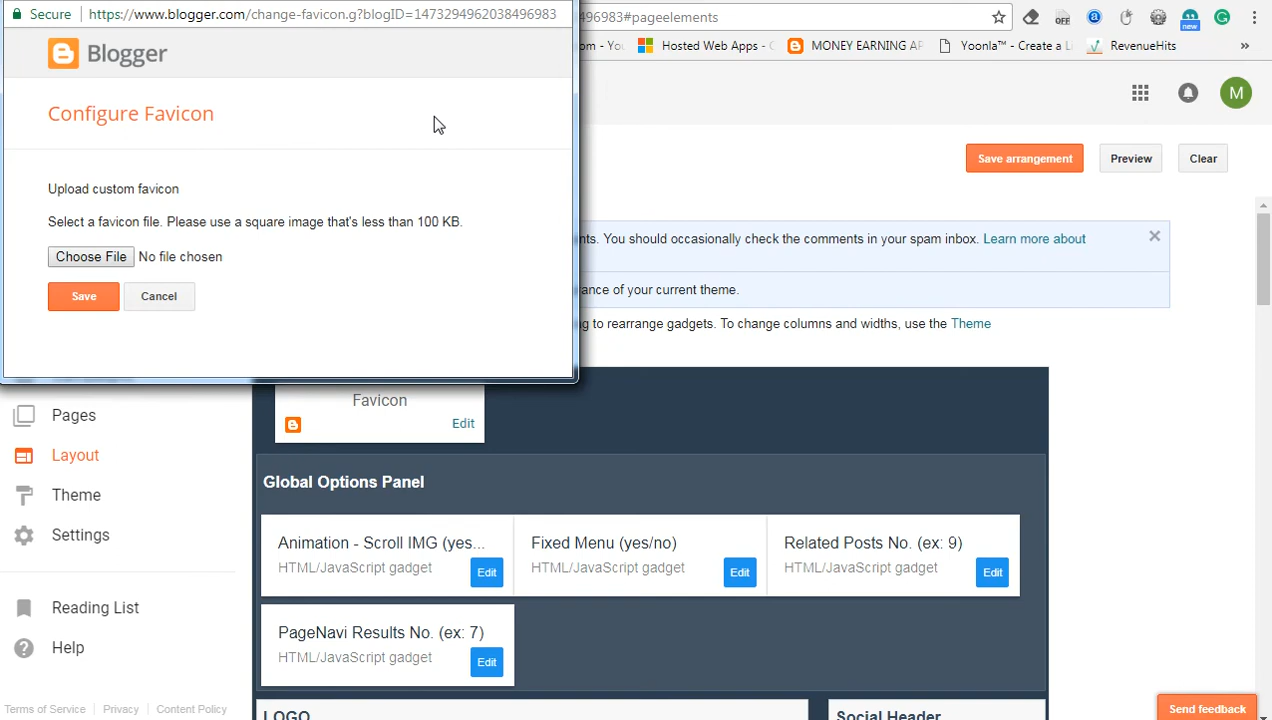 Secure https://www.blogger.com/change-favicon.g?blogID=1473294962038496983
496983#pageelements
Hosted Web Apps -
MONEY EARNING AP
Yoonla™ - Create a Li
RevenueHits
»
Blogger
M
Configure Favicon
Save arrangement
Preview
Clear
Upload custom favicon
Select a favicon file. Please use a square image that's less than 100 KB.
Choose File No file chosen
Save
Cancel
nts. You should occasionally check the comments in your spam inbox. Learn more about
ance of your current theme.
g to rearrange gadgets. To change columns and widths, use the Theme
Favicon
Edit
Pages
Layout
Theme
Settings
Reading List
Help
Global Options Panel
Animation - Scroll IMG (yes...
HTML/JavaScript gadget
Edit
Fixed Menu (yes/no)
HTML/JavaScript gadget
Edit
Related Posts No. (ex: 9)
HTML/JavaScript gadget
Edit
PageNavi Results No. (ex: 7)
HTML/JavaScript gadget
Edit
LOGO
Social Header
Terms of Service
Privacy
Content Policy
Send feedback
OFF
new